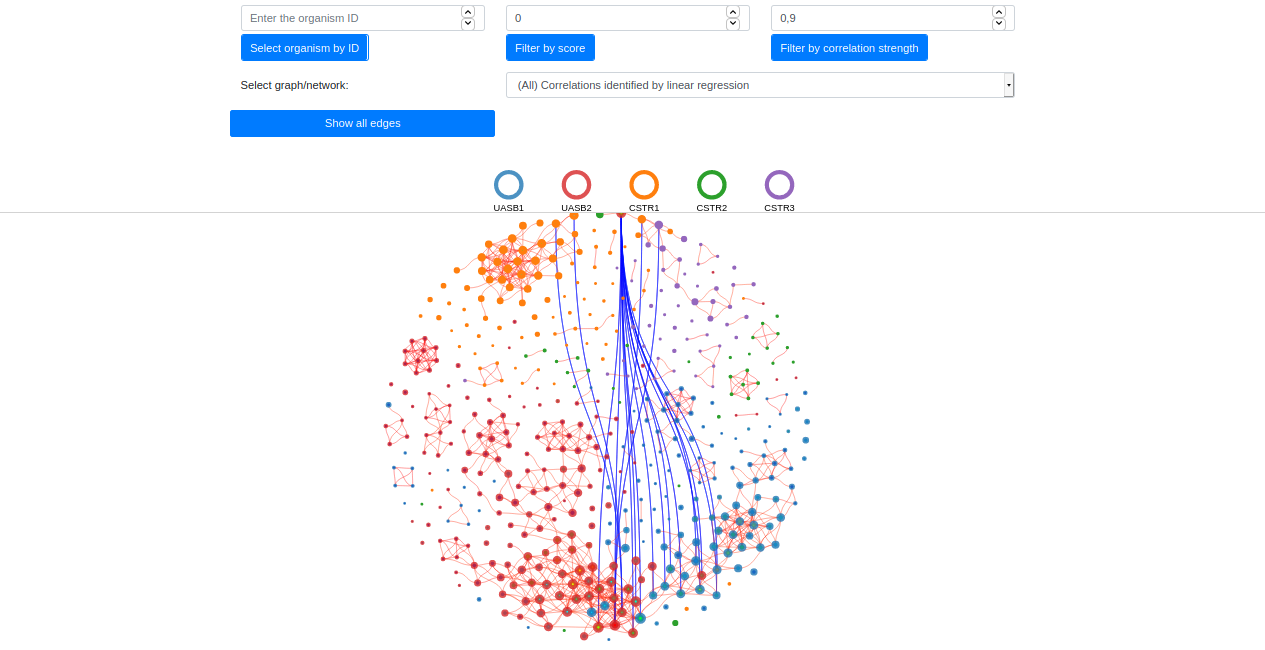 Enter the organism ID 0 0,9
Select organism by ID Filter by score Filter by correlation strength
Select graph/network: (All) Correlations identified by linear regression
Show all edges
UASB1 UASB2 CSTR1 CSTR2 CSTR3